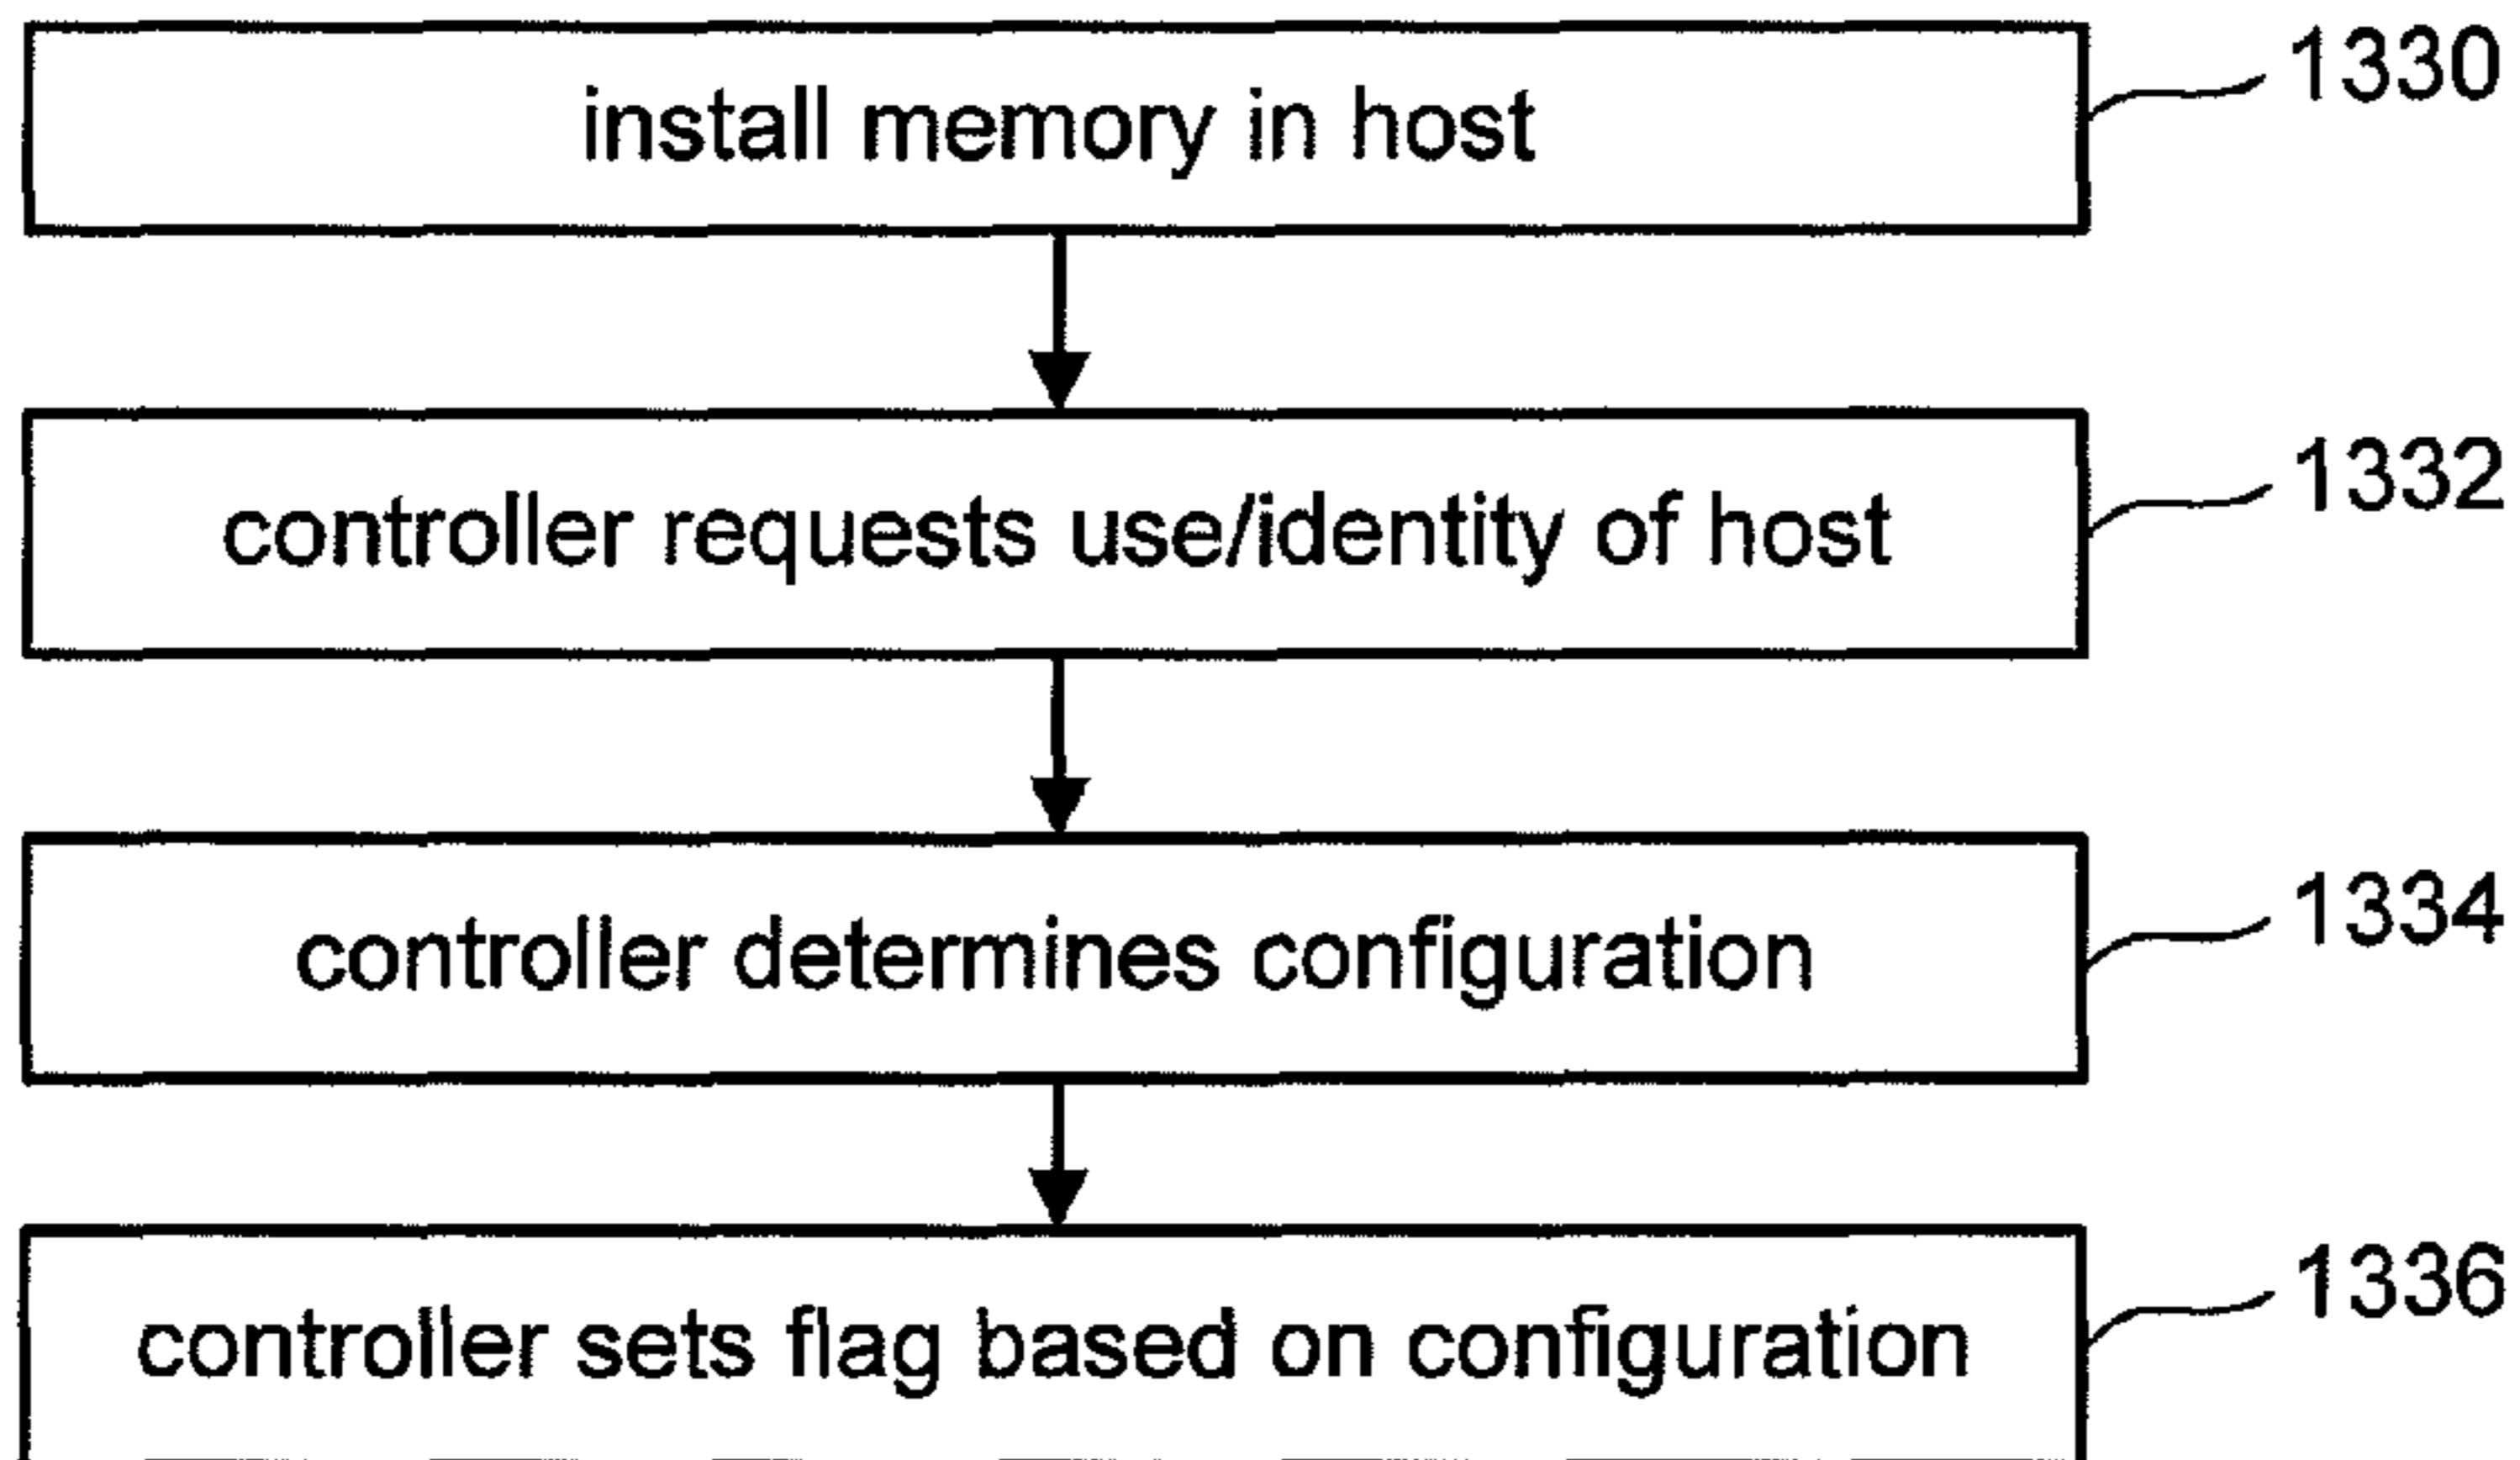 install memory in host
1330
controller requests use/identity of host
1332
controller determines configuration
1334
controller sets flag based on configuration
1336